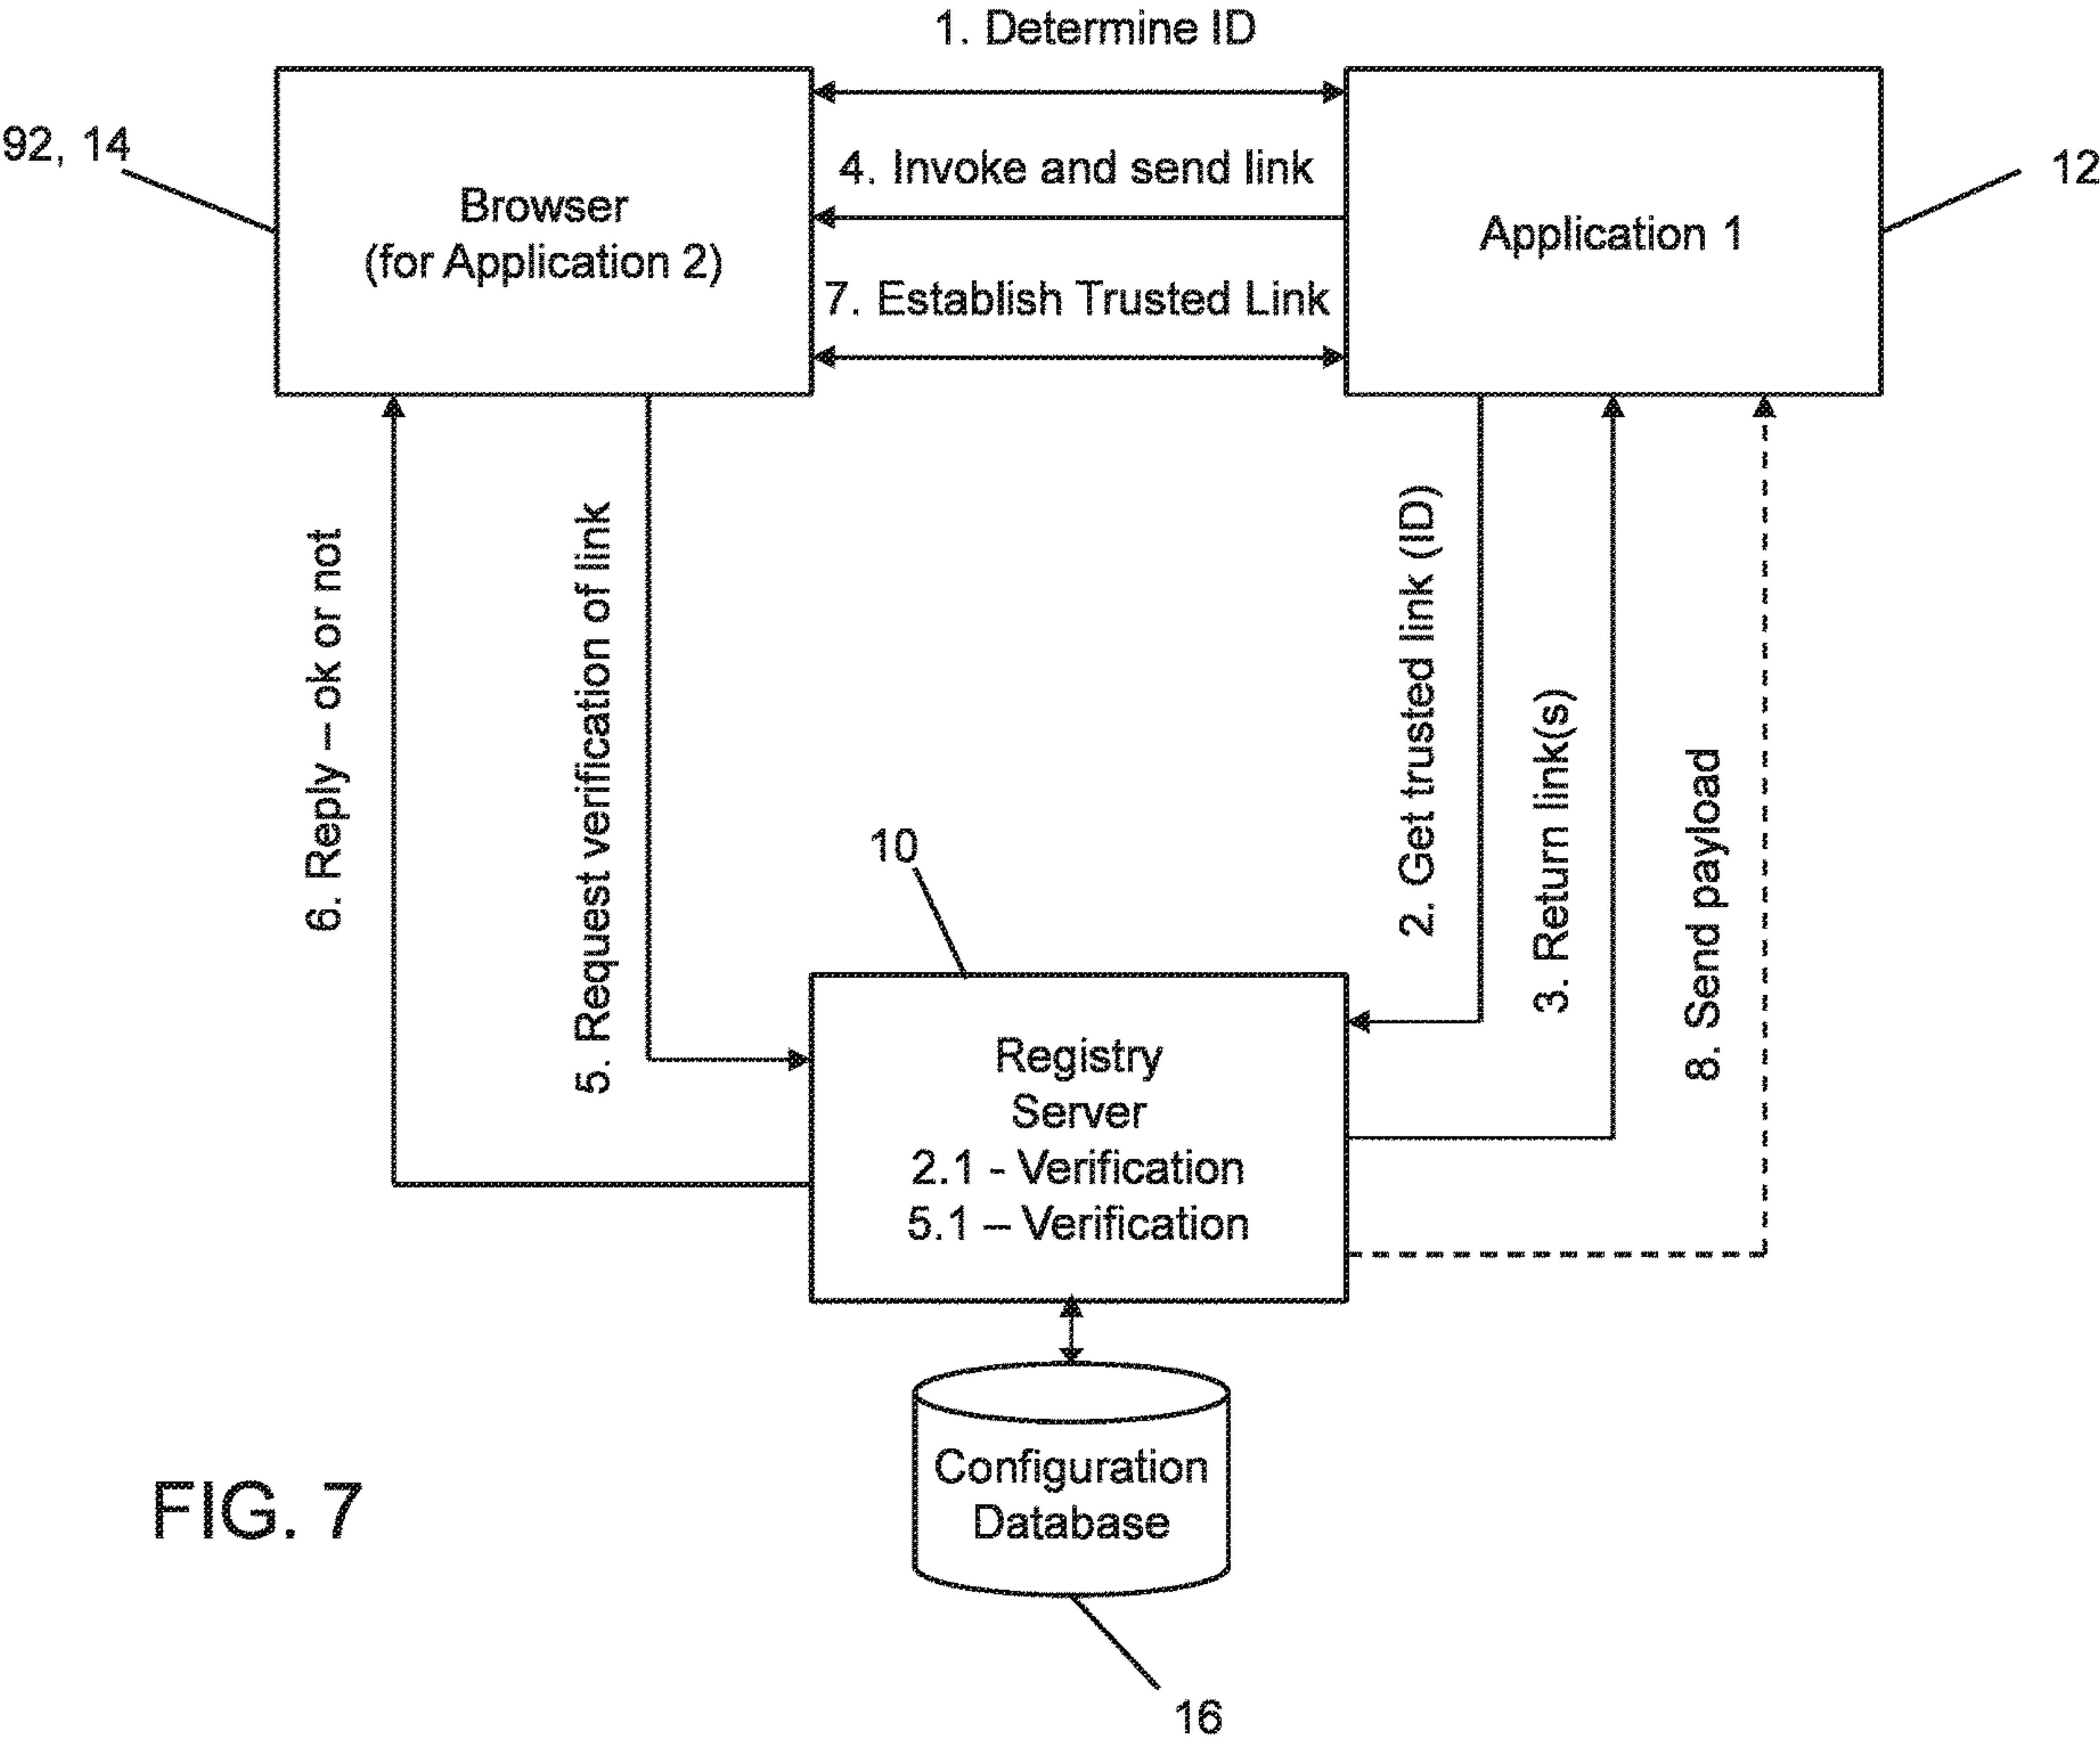 1. Determine ID
92, 14
Browser
(for Application 2)
4. Invoke and send link
7. Establish Trusted Link
Application 1
12
6. Reply – ok or not
5. Request verification of link
2. Get trusted link (ID)
3. Return link(s)
8. Send payload
10
Registry
Server
2.1 - Verification
5.1 – Verification
Configuration
Database
16
FIG. 7